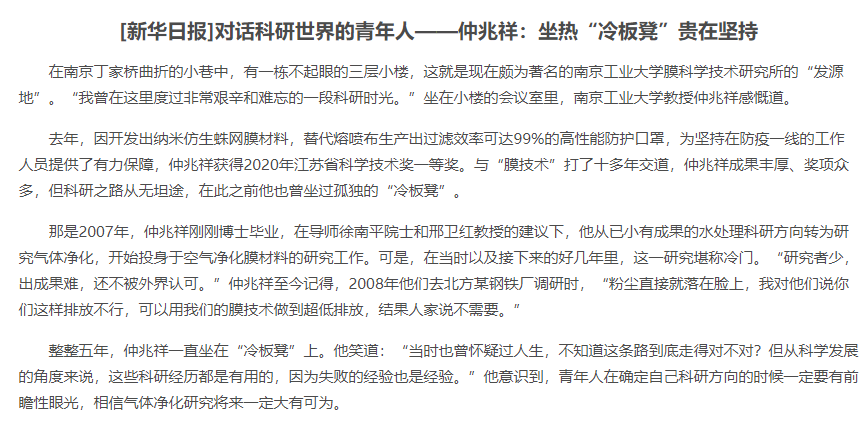 [新华日报]对话科研世界的青年人——仲兆祥：坐热“冷板凳”贵在坚持
在南京丁家桥曲折的小巷中，有一栋不起眼的三层小楼，这就是现在颇为著名的南京工业大学膜科学技术研究所的“发源
地”。“我曾在这里度过非常艰辛和难忘的一段科研时光。”坐在小楼的会议室里，南京工业大学教授仲兆祥感慨道。
去年，因开发出纳米仿生蛛网膜材料，替代熔喷布生产出过滤效率可达99%的高性能防护口罩，为坚持在防疫一线的工作
人员提供了有力保障，仲兆祥获得2020年江苏省科学技术奖一等奖。与“膜技术”打了十多年交道，仲兆祥成果丰厚、奖项众
多，但科研之路从无坦途，在此之前他也曾坐过孤独的“冷板凳”。
那是2007年，仲兆祥刚刚博士毕业，在导师徐南平院士和邢卫红教授的建议下，他从已小有成果的水处理科研方向转为研
究气体净化，开始投身于空气净化膜材料的研究工作。可是，在当时以及接下来的好几年里，这一研究堪称冷门。“研究者少，
出成果难，还不被外界认可。”仲兆祥至今记得，2008年他们去北方某钢铁厂调研时，“粉尘直接就落在脸上，我对他们说你
们这样排放不行，可以用我们的膜技术做到超低排放，结果人家说不需要。”
整整五年，仲兆祥一直坐在“冷板凳”上。他笑道：“当时也曾怀疑过人生，不知道这条路到底走得对不对？但从科学发展
的角度来说，这些科研经历都是有用的，因为失败的经验也是经验。”他意识到，青年人在确定自己科研方向的时候一定要有前
瞻性眼光，相信气体净化研究将来一定大有可为。